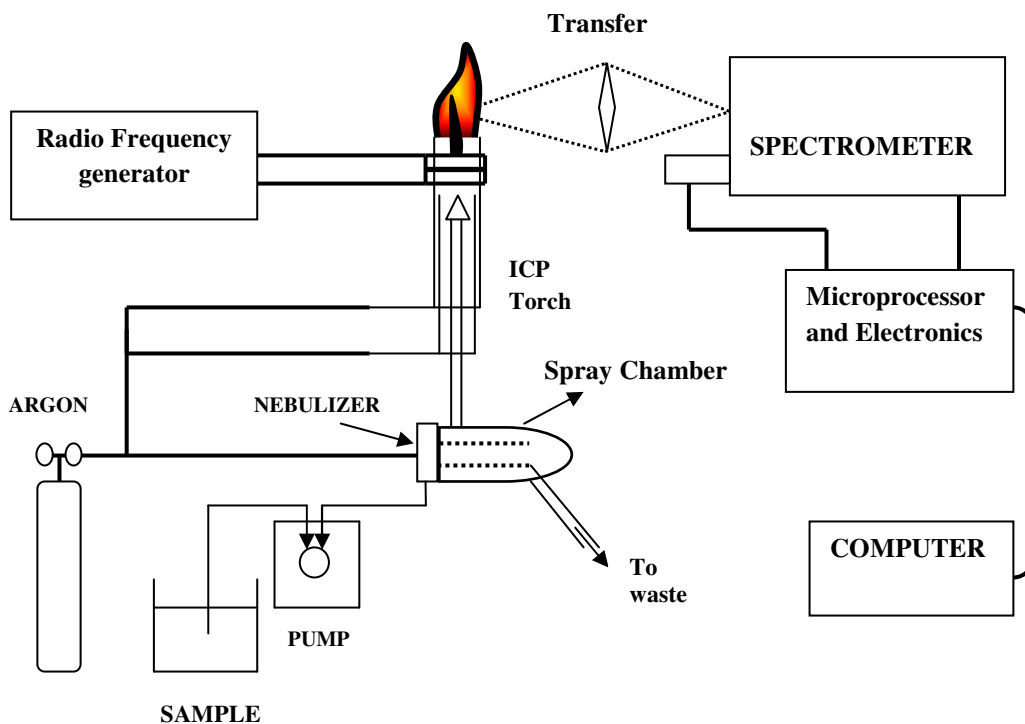 Transfer
Radio Frequency
generator
SPECTROMETER
ICP
Torch
Microprocessor
and Electronics
Spray Chamber
ARGON
NEBULIZER
COMPUTER
To
waste
PUMP
SAMPLE